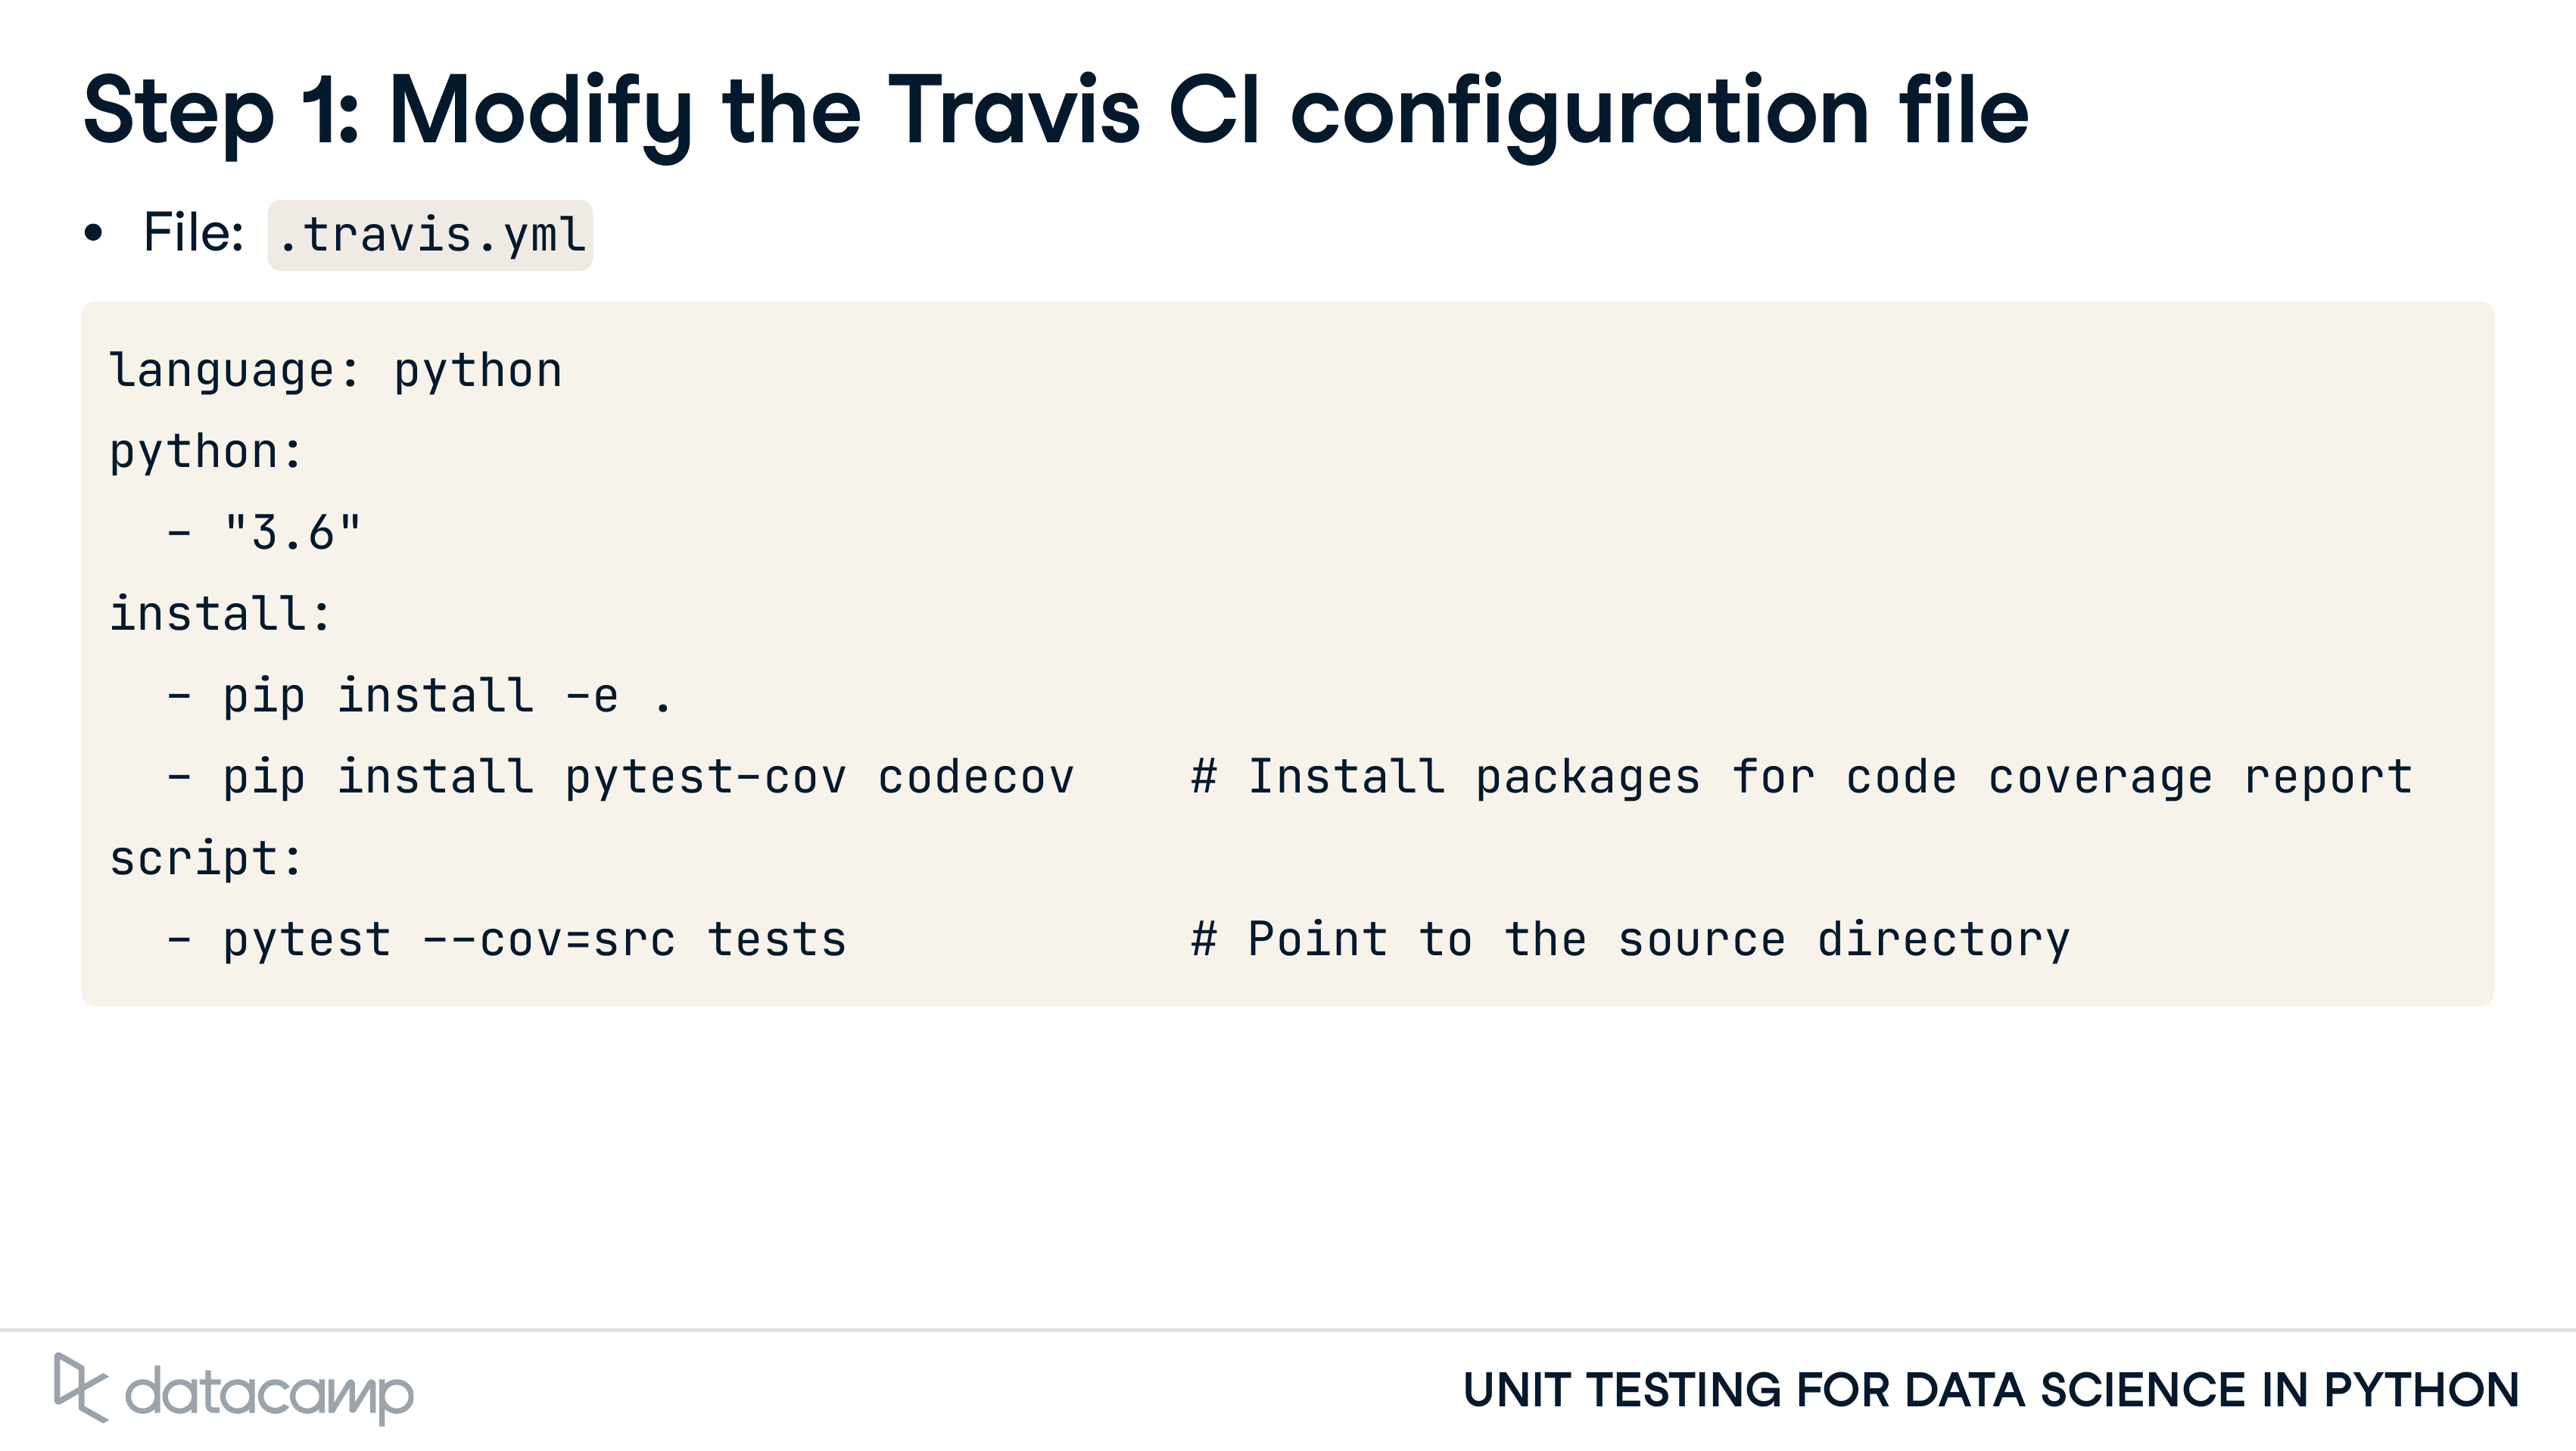 Step 1: Modify the Travis CI configuration file
• File: .travis.yml
language: python
python:
  - "3.6"
install:
  - pip install -e .
  - pip install pytest-cov codecov    # Install packages for code coverage report
script:
  - pytest --cov=src tests            # Point to the source directory
datacamp
UNIT TESTING FOR DATA SCIENCE IN PYTHON